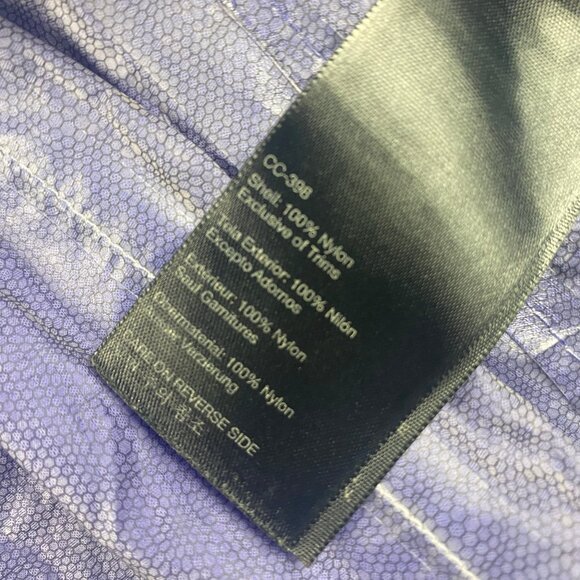 CC-398
Shell: 100% Nylon
Exclusive of Trims
Tela Exterior: 100% Nilón
Excepto Adornos
Extérieur: 100% Nylon
Sauf Garnitures
Obermaterial: 100% Nylon
Verzierung
CARE ON REVERSE SIDE